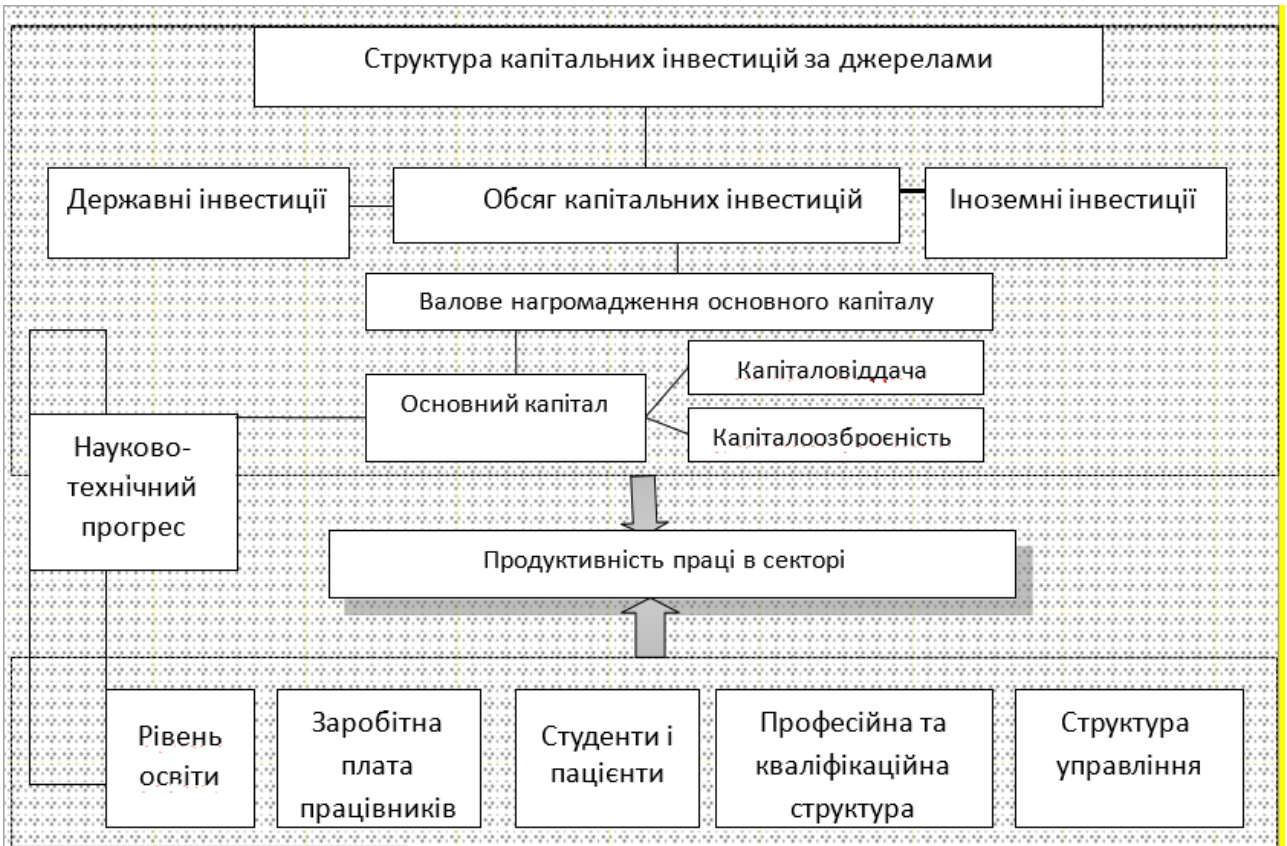 Структура капітальних інвестицій за джерелами
Державні інвестиції
Обсяг капітальних інвестицій
Іноземні інвестиції
Валове нагромадження основного капіталу
Капіталовіддача
Основний капітал
Капіталоозброєність
Науково-
технічний
прогрес
Продуктивність праці в секторі
Рівень
освіти
Заробітна
плата
працівників
Студенти і
пацієнти
Професійна та
кваліфікаційна
структура
Структура
управління